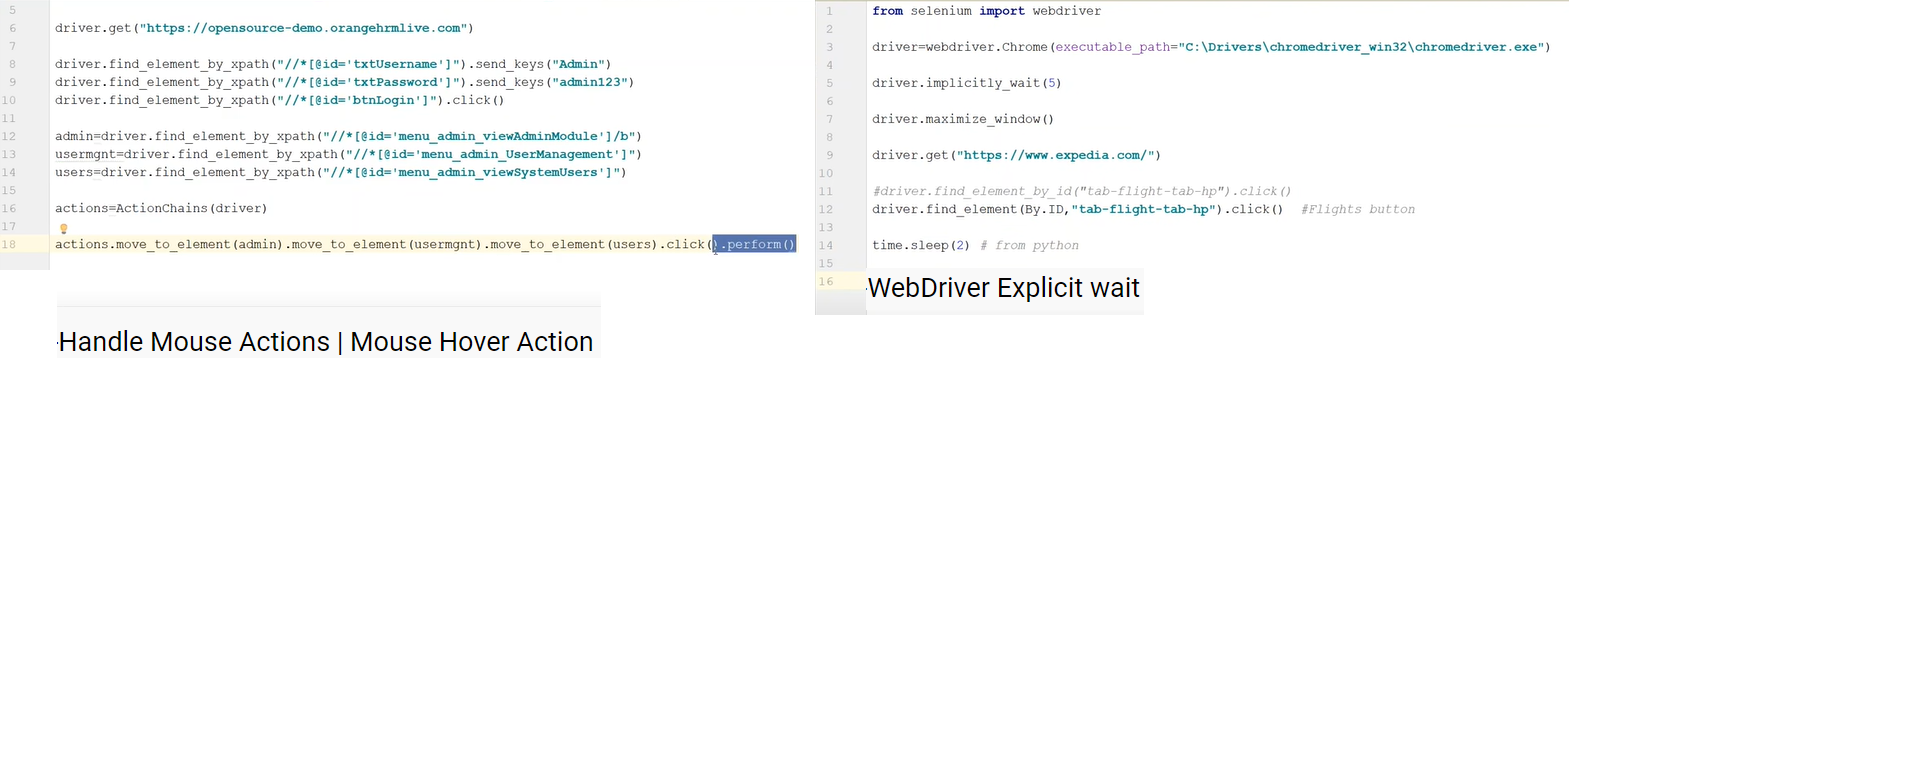 5
6 driver.get("https://opensource-demo.orangehrmlive.com")
7
8 driver.find_element_by_xpath("//*[@id='txtUsername']").send_keys("Admin")
9 driver.find_element_by_xpath("//*[@id='txtPassword']").send_keys("admin123")
10 driver.find_element_by_xpath("//*[@id='btnLogin']").click()
11
12 admin=driver.find_element_by_xpath("//*[@id='menu_admin_viewAdminModule']/b")
13 usermgnt=driver.find_element_by_xpath("//*[@id='menu_admin_UserManagement']")
14 users=driver.find_element_by_xpath("//*[@id='menu_admin_viewSystemUsers']")
15
16 actions=ActionChains(driver)
17
18 actions.move_to_element(admin).move_to_element(usermgnt).move_to_element(users).click().perform()
Handle Mouse Actions | Mouse Hover Action
1 from selenium import webdriver
2
3 driver=webdriver.Chrome(executable_path="C:\Drivers\chromedriver_win32\chromedriver.exe")
4
5 driver.implicitly_wait(5)
6
7 driver.maximize_window()
8
9 driver.get("https://www.expedia.com/")
10
11 #driver.find_element_by_id("tab-flight-tab-hp").click()
12 driver.find_element(By.ID,"tab-flight-tab-hp").click() #Flights button
13
14 time.sleep(2) # from python
15
16
WebDriver Explicit wait